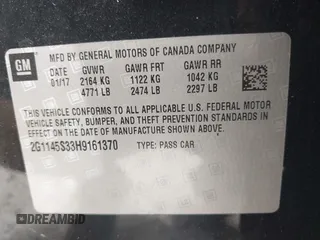 GM
MFD BY GENERAL MOTORS OF CANADA COMPANY
DATE GVWR GAWR FRT GAWR RR
01/17 2164 KG 1122 KG 1042 KG
4771 LB 2474 LB 2297 LB
THIS VEHICLE CONFORMS TO ALL APPLICABLE U.S. FEDERAL MOTOR
VEHICLE SAFETY, BUMPER, AND THEFT PREVENTION STANDARDS IN
EFFECT ON THE DATE OF MANUFACTURE SHOWN ABOVE.
2G1145S33H9161370 TYPE: PASS CAR
DREAMBID